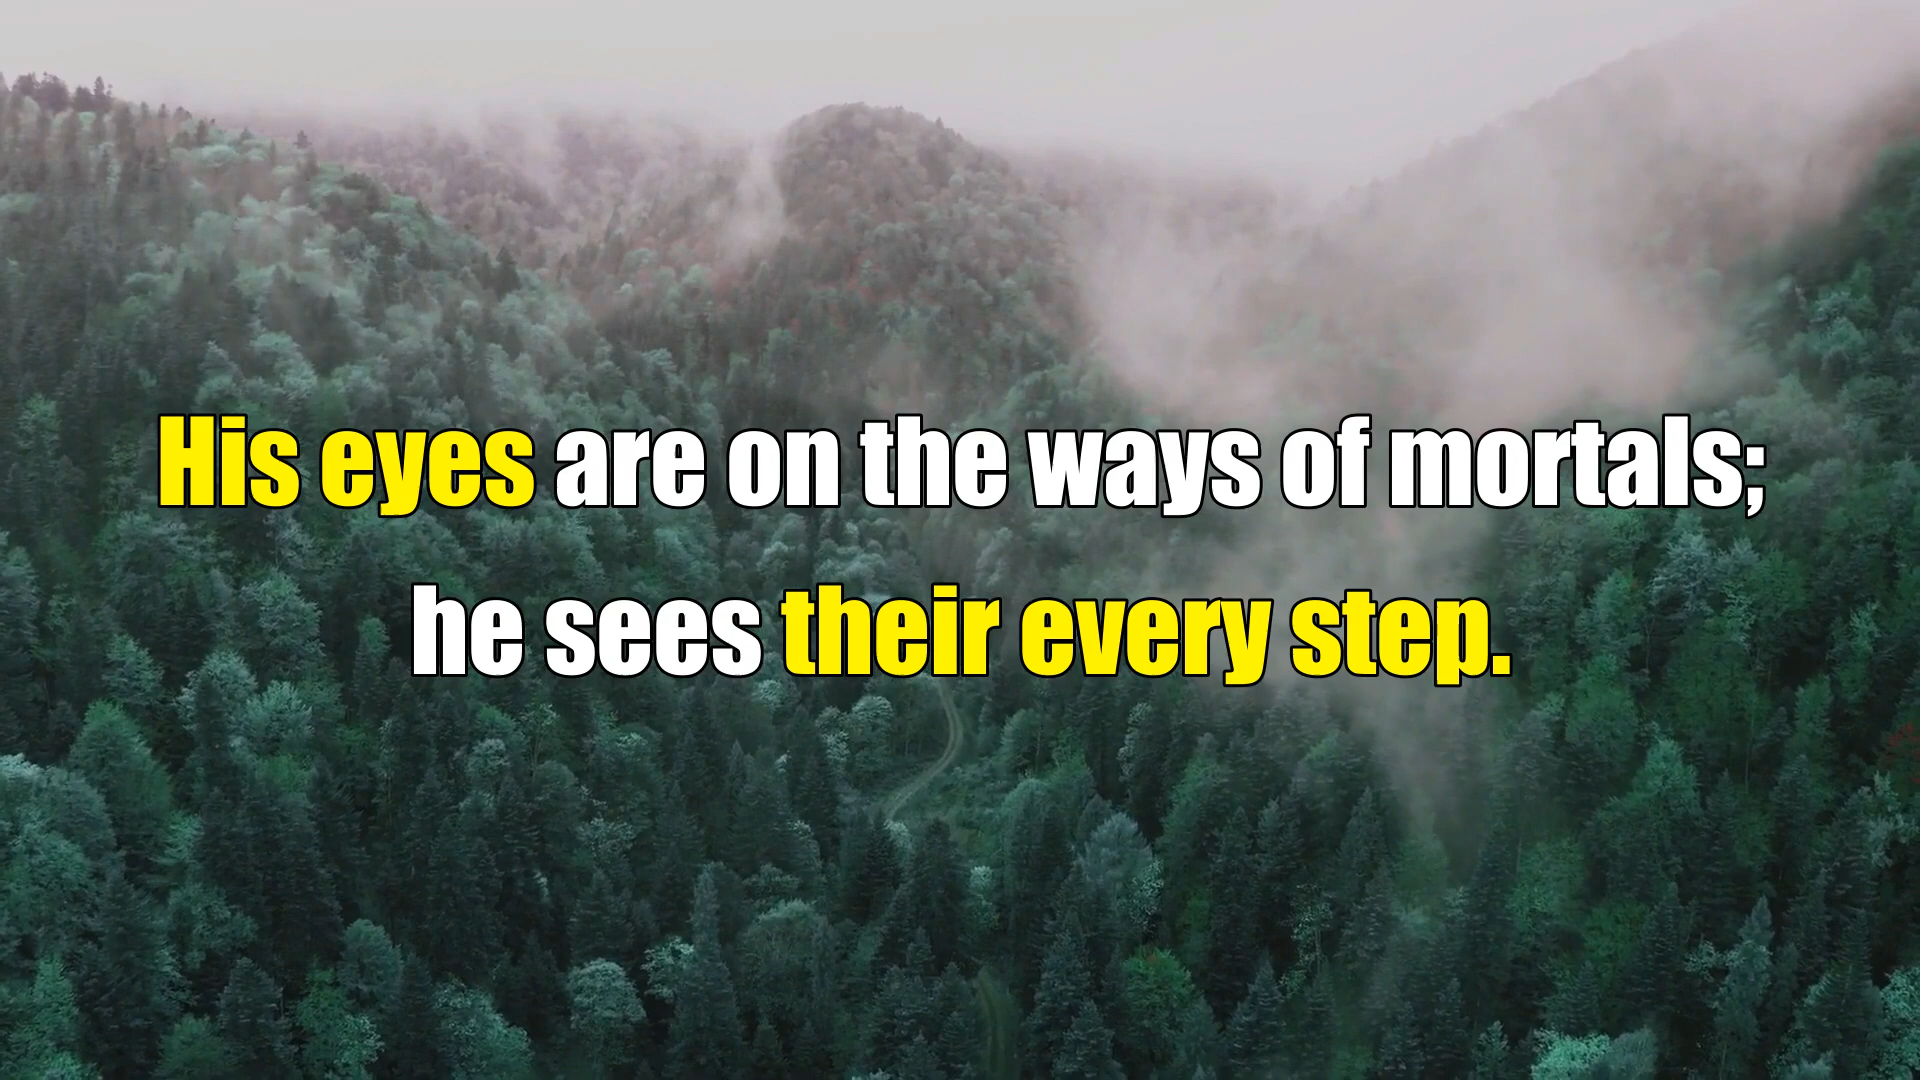 His eyes are on the ways of mortals;
he sees their every step.